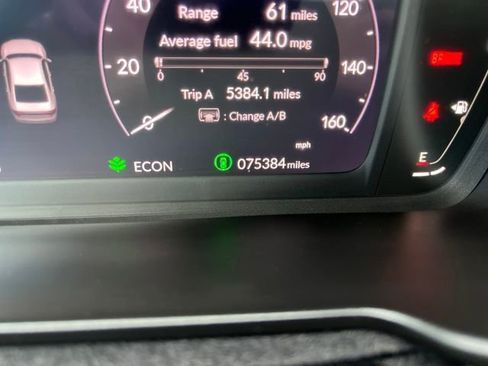 Range 61 miles
40 120
Average fuel 44.0 mpg
20 0 45 90 140
Trip A 5384.1 miles
: Change A/B
0 160
mph
ECON 075384 miles
E